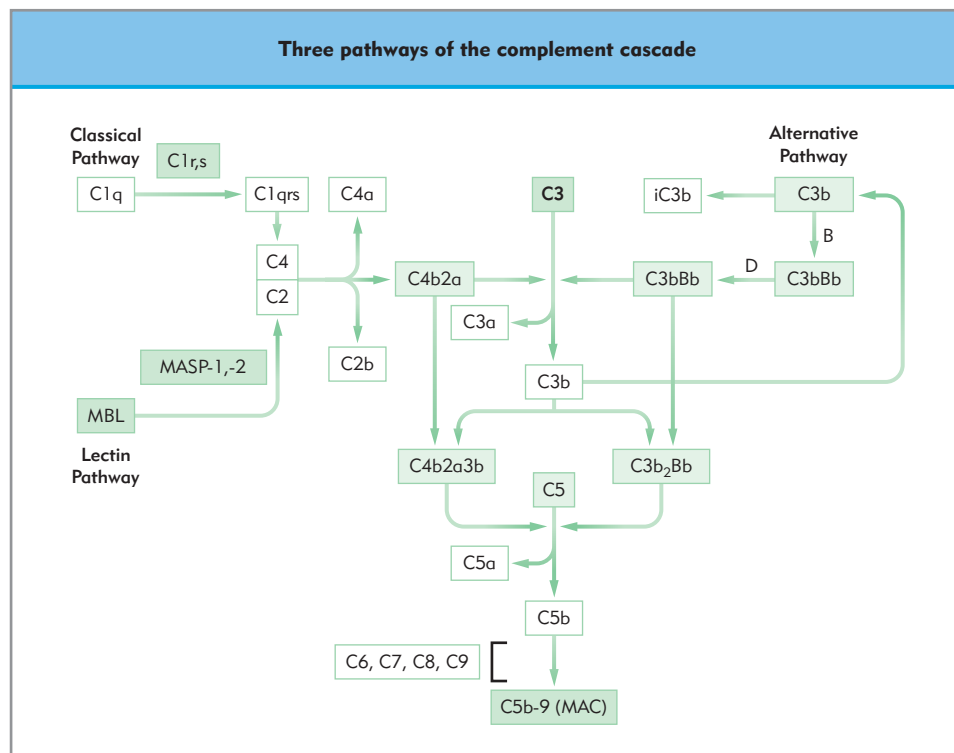 Three pathways of the complement cascade
Classical
Pathway
C1r,s
C1q
C1qrs
C4a
C3
iC3b
Alternative
Pathway
C3b
B
C4
C2
C4b2a
C3bBb
D
C3bBb
C3a
C2b
C3b
MASP-1,-2
MBL
Lectin
Pathway
C4b2a3b
C3b₂Bb
C5
C5a
C5b
C6, C7, C8, C9
C5b-9 (MAC)